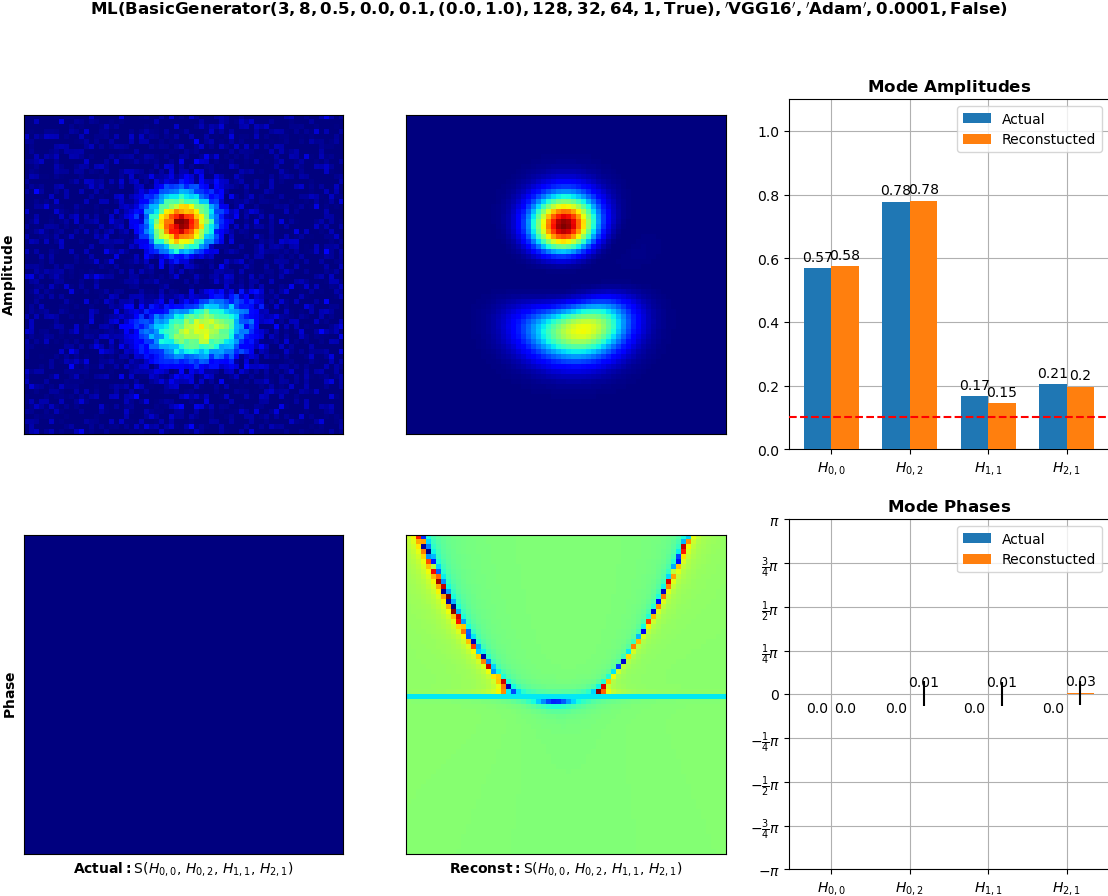 ML(BasicGenerator(3, 8, 0.5, 0.0, 0.1, (0.0, 1.0), 128, 32, 64, 1, True), ′VGG16′, ′Adam′, 0.0001, False)
Mode Amplitudes
Amplitude
Actual
Reconstucted
1.0
0.8
0.6
0.4
0.2
0.0
0.57
0.58
0.78
0.78
0.17
0.15
0.21
0.2
H0,0
H0,2
H1,1
H2,1
Mode Phases
Phase
Actual
Reconstucted
π
3/4 π
1/2 π
1/4 π
0
−1/4 π
−1/2 π
−3/4 π
−π
0.0
0.0
0.0
0.01
0.0
0.01
0.0
0.03
H0,0
H0,2
H1,1
H2,1
Actual: S(H0,0, H0,2, H1,1, H2,1)
Reconst: S(H0,0, H0,2, H1,1, H2,1)